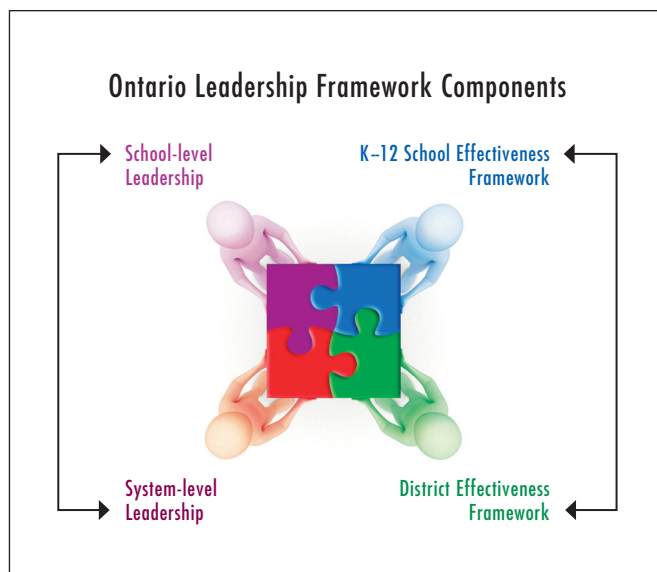 Ontario Leadership Framework Components
School-level
Leadership
K–12 School Effectiveness
Framework
System-level
Leadership
District Effectiveness
Framework